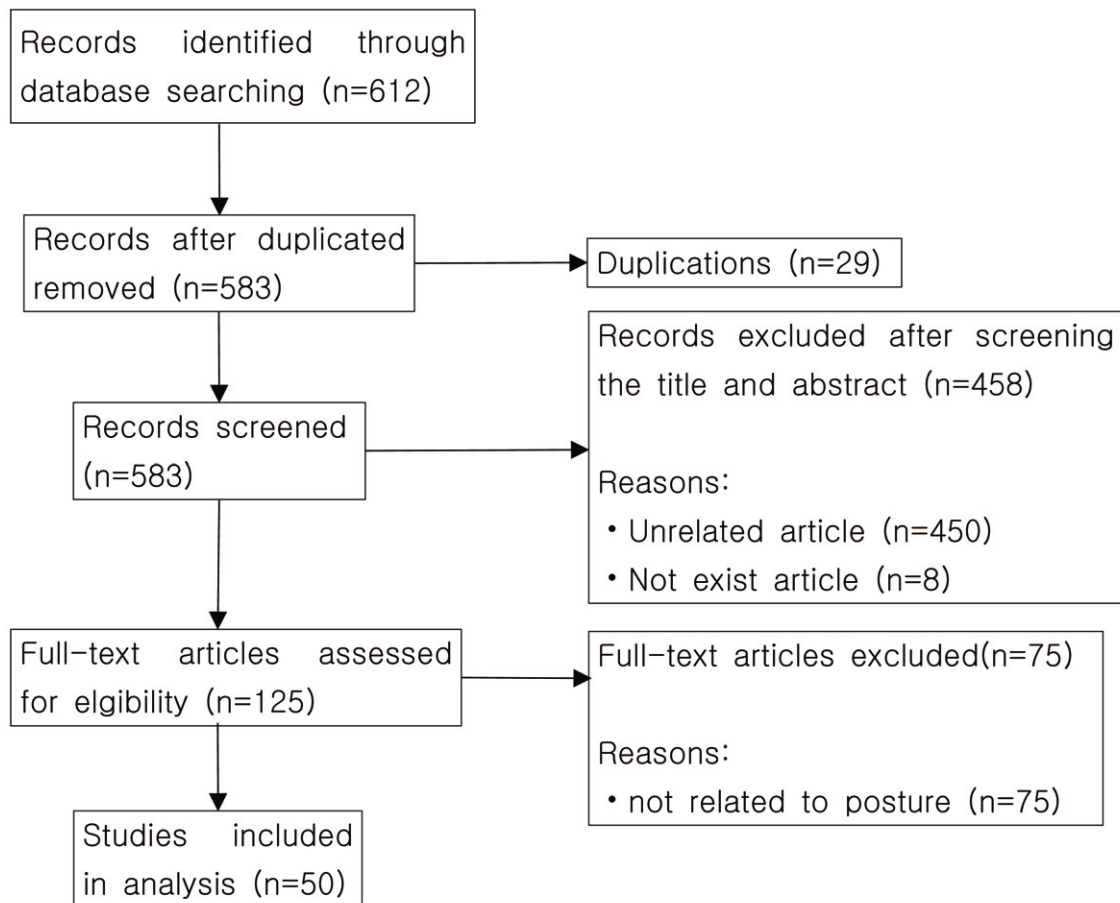 Records identified through
database searching (n=612)
Records after duplicated
removed (n=583)
Duplications (n=29)
Records excluded after screening
the title and abstract (n=458)
Reasons:
• Unrelated article (n=450)
• Not exist article (n=8)
Records screened
(n=583)
Full-text articles assessed
for elgibility (n=125)
Full-text articles excluded(n=75)
Reasons:
• not related to posture (n=75)
Studies included
in analysis (n=50)